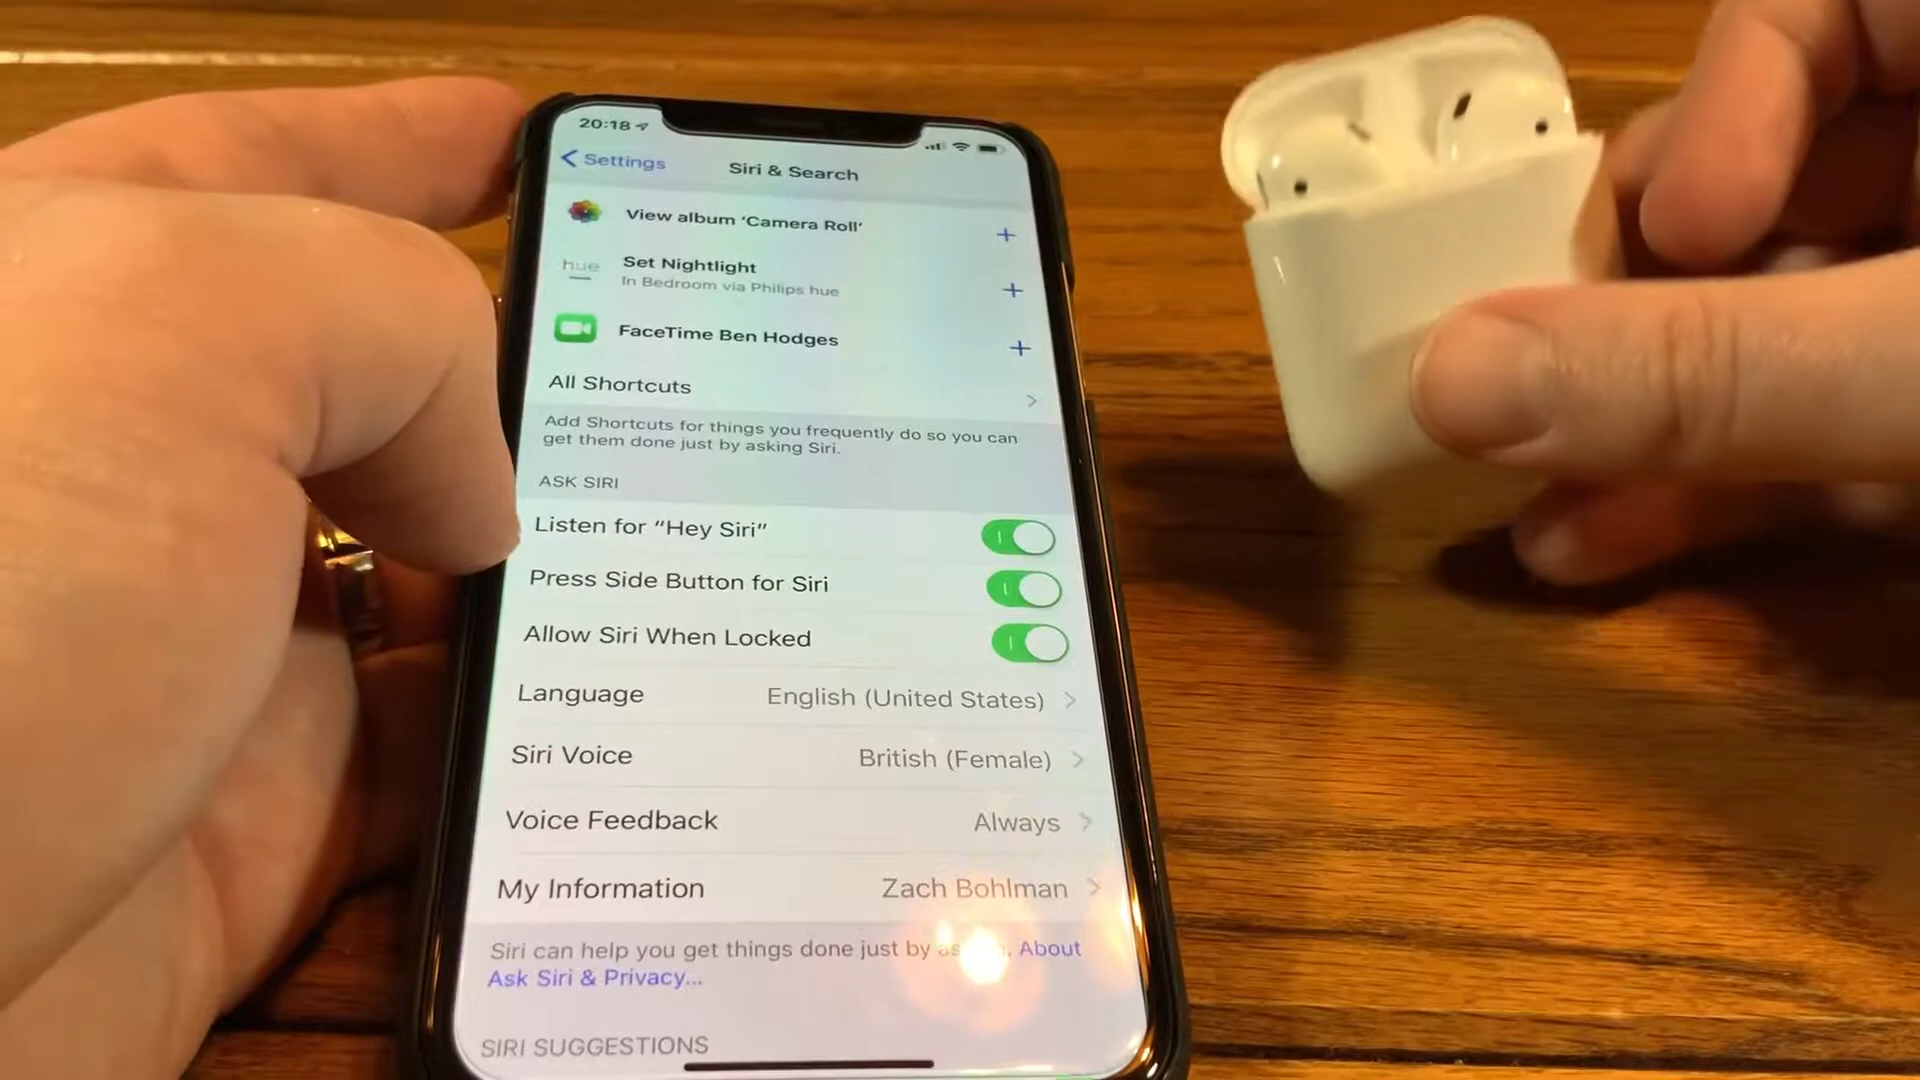 20:18
Settings
Siri & Search
View album ‘Camera Roll’
hue
Set Nightlight
In Bedroom via Philips hue
FaceTime Ben Hodges
All Shortcuts
Add Shortcuts for things you frequently do so you can
get them done just by asking Siri.
ASK SIRI
Listen for “Hey Siri”
Press Side Button for Siri
Allow Siri When Locked
Language English (United States)
Siri Voice British (Female)
Voice Feedback Always
My Information Zach Bohlman
Siri can help you get things done just by About
Ask Siri & Privacy...
SIRI SUGGESTIONS